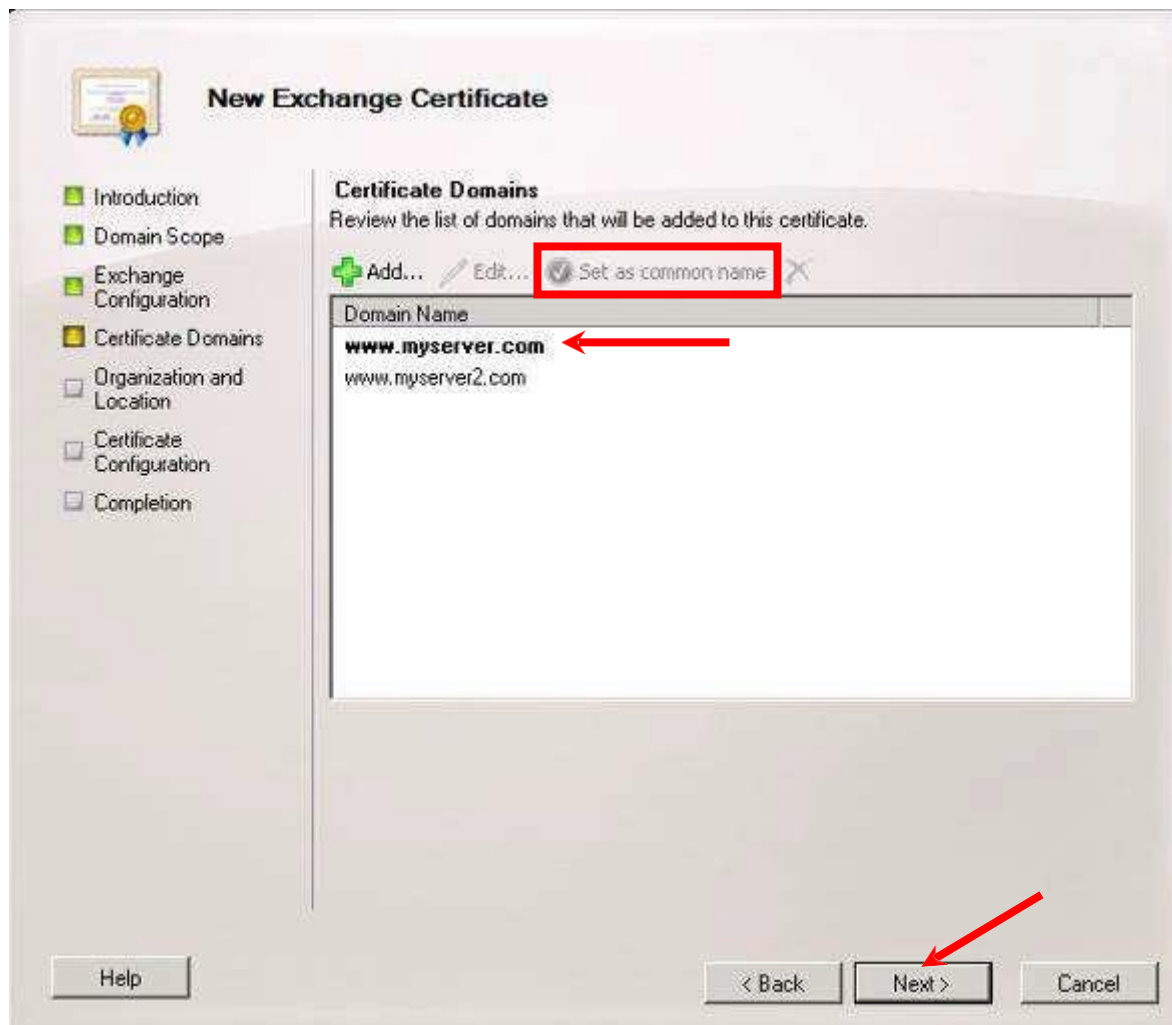 New Exchange Certificate
Introduction
Domain Scope
Exchange
Configuration
Certificate Domains
Organization and
Location
Certificate
Configuration
Completion
Certificate Domains
Review the list of domains that will be added to this certificate.
Add... Edit... Set as common name
Domain Name
www.myserver.com
www.myserver2.com
Help < Back Next > Cancel